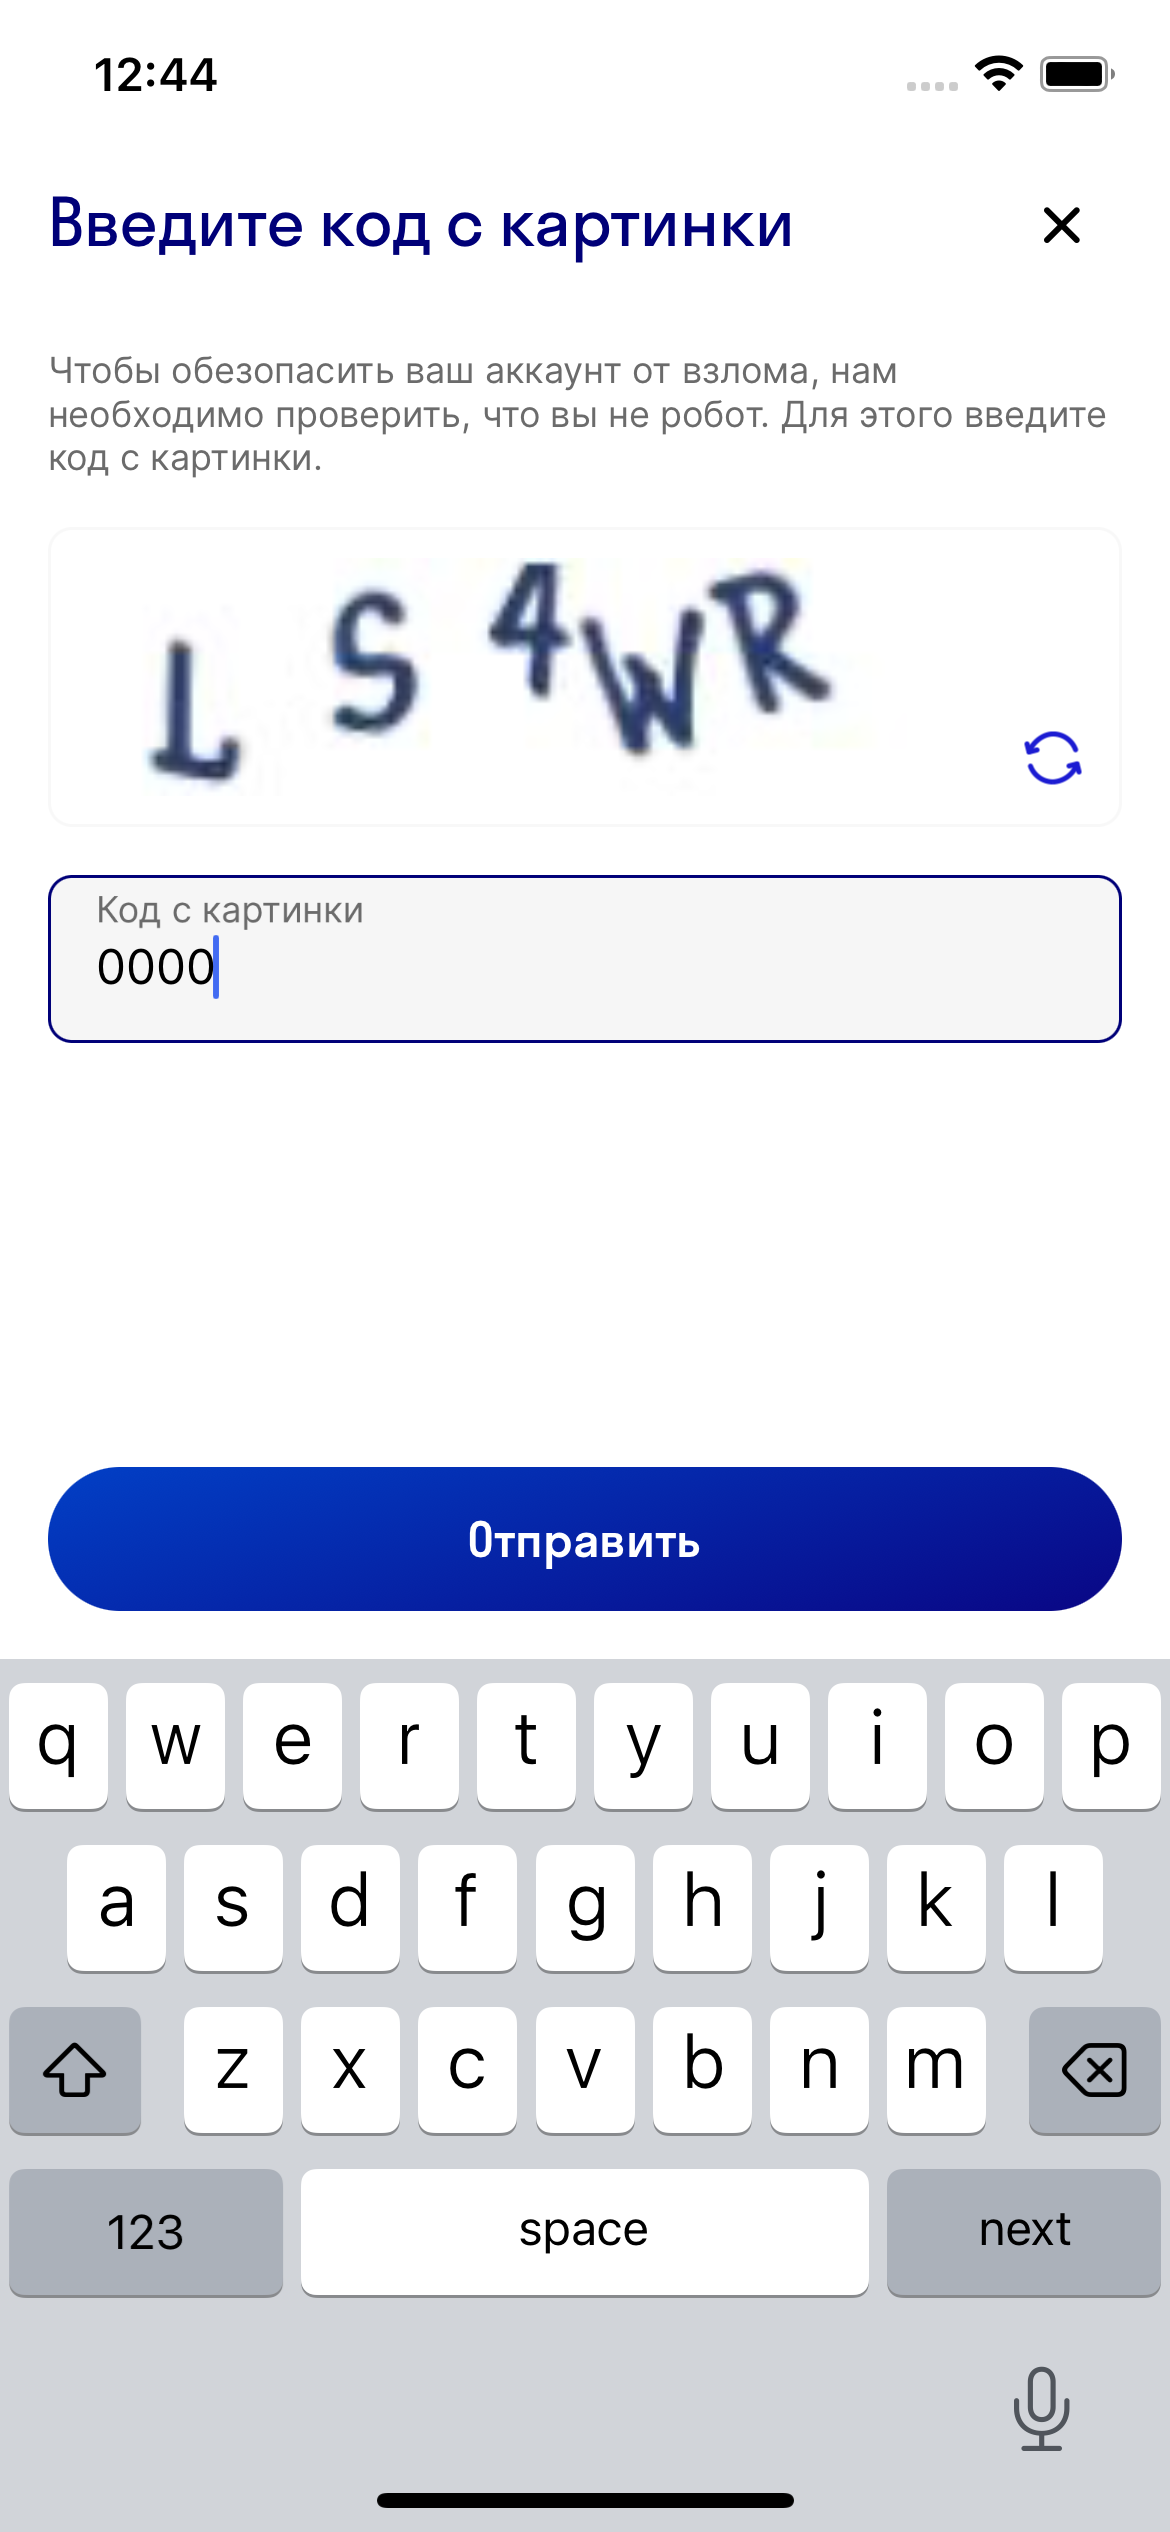 12:44
Введите код с картинки
Чтобы обезопасить ваш аккаунт от взлома, нам
необходимо проверить, что вы не робот. Для этого введите
код с картинки.
L S 4WR
Код с картинки
0000
Отправить
q w e r t y u i o p
a s d f g h j k l
z x c v b n m
123 space next